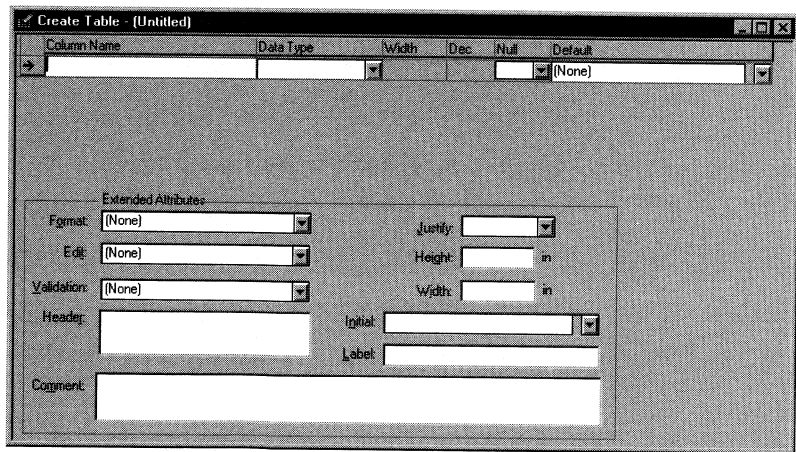 Create Table - (Untitled)
Column Name Data Type Width Dec Null Default
(None)
Extended Attributes
Format: (None) Justify:
Edit: (None) Height: in
Validation: (None) Width: in
Header: Initial:
Label:
Comment: